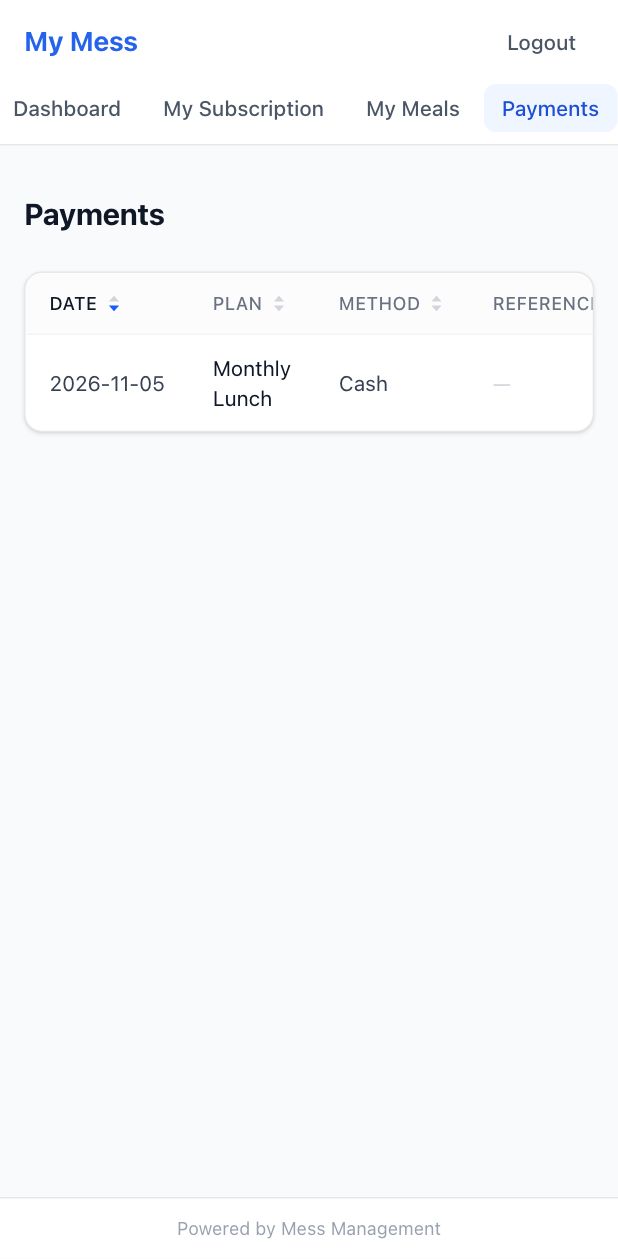 My Mess
Logout
Dashboard My Subscription My Meals Payments
Payments
DATE PLAN METHOD REFERENC
2026-11-05 Monthly Lunch Cash —
Powered by Mess Management